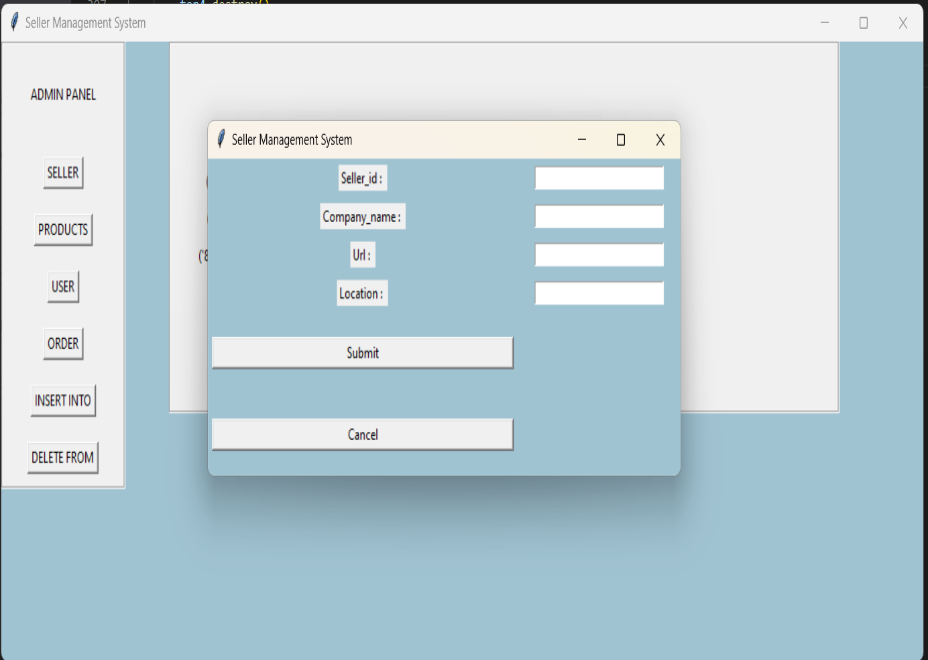 Seller Management System
ADMIN PANEL
SELLER
PRODUCTS
USER
ORDER
INSERT INTO
DELETE FROM
('8
Seller Management System
Seller_id :
Company_name :
Url :
Location :
Submit
Cancel